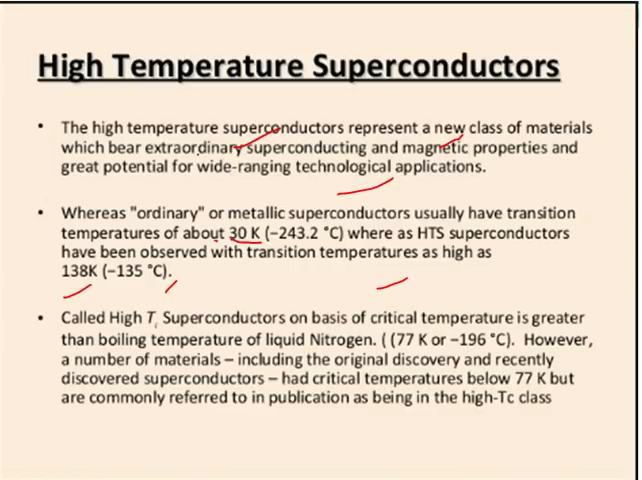 High Temperature Superconductors
• The high temperature superconductors represent a new class of materials
which bear extraordinary superconducting and magnetic properties and
great potential for wide-ranging technological applications.
• Whereas "ordinary" or metallic superconductors usually have transition
temperatures of about 30 K (−243.2 °C) where as HTS superconductors
have been observed with transition temperatures as high as
138K (−135 °C).
• Called High Tc Superconductors on basis of critical temperature is greater
than boiling temperature of liquid Nitrogen. ( (77 K or −196 °C). However,
a number of materials – including the original discovery and recently
discovered superconductors – had critical temperatures below 77 K but
are commonly referred to in publication as being in the high-Tc class